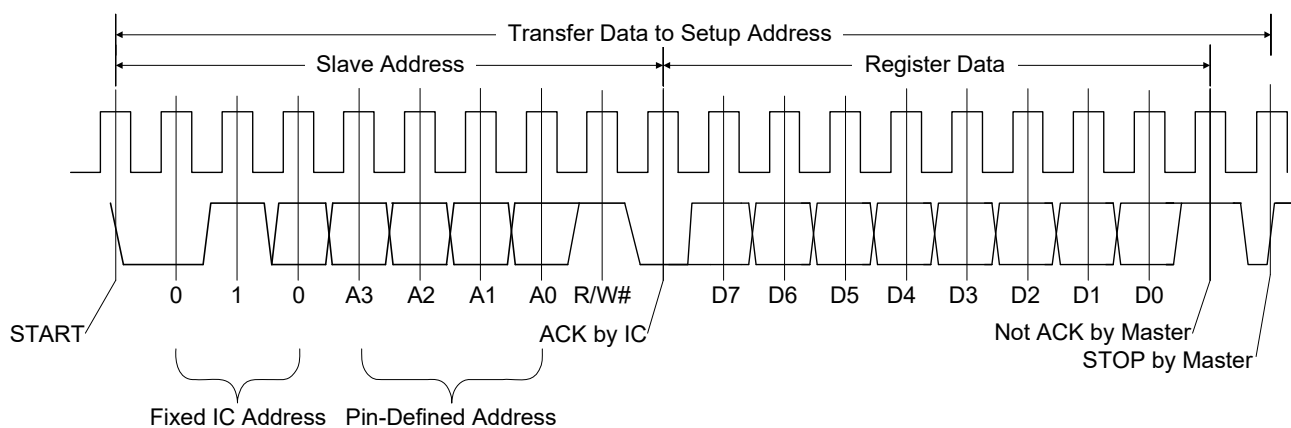 Transfer Data to Setup Address
Slave Address Register Data
0 1 0 A3 A2 A1 A0 R/W# D7 D6 D5 D4 D3 D2 D1 D0
START ACK by IC Not ACK by Master
STOP by Master
Fixed IC Address Pin-Defined Address